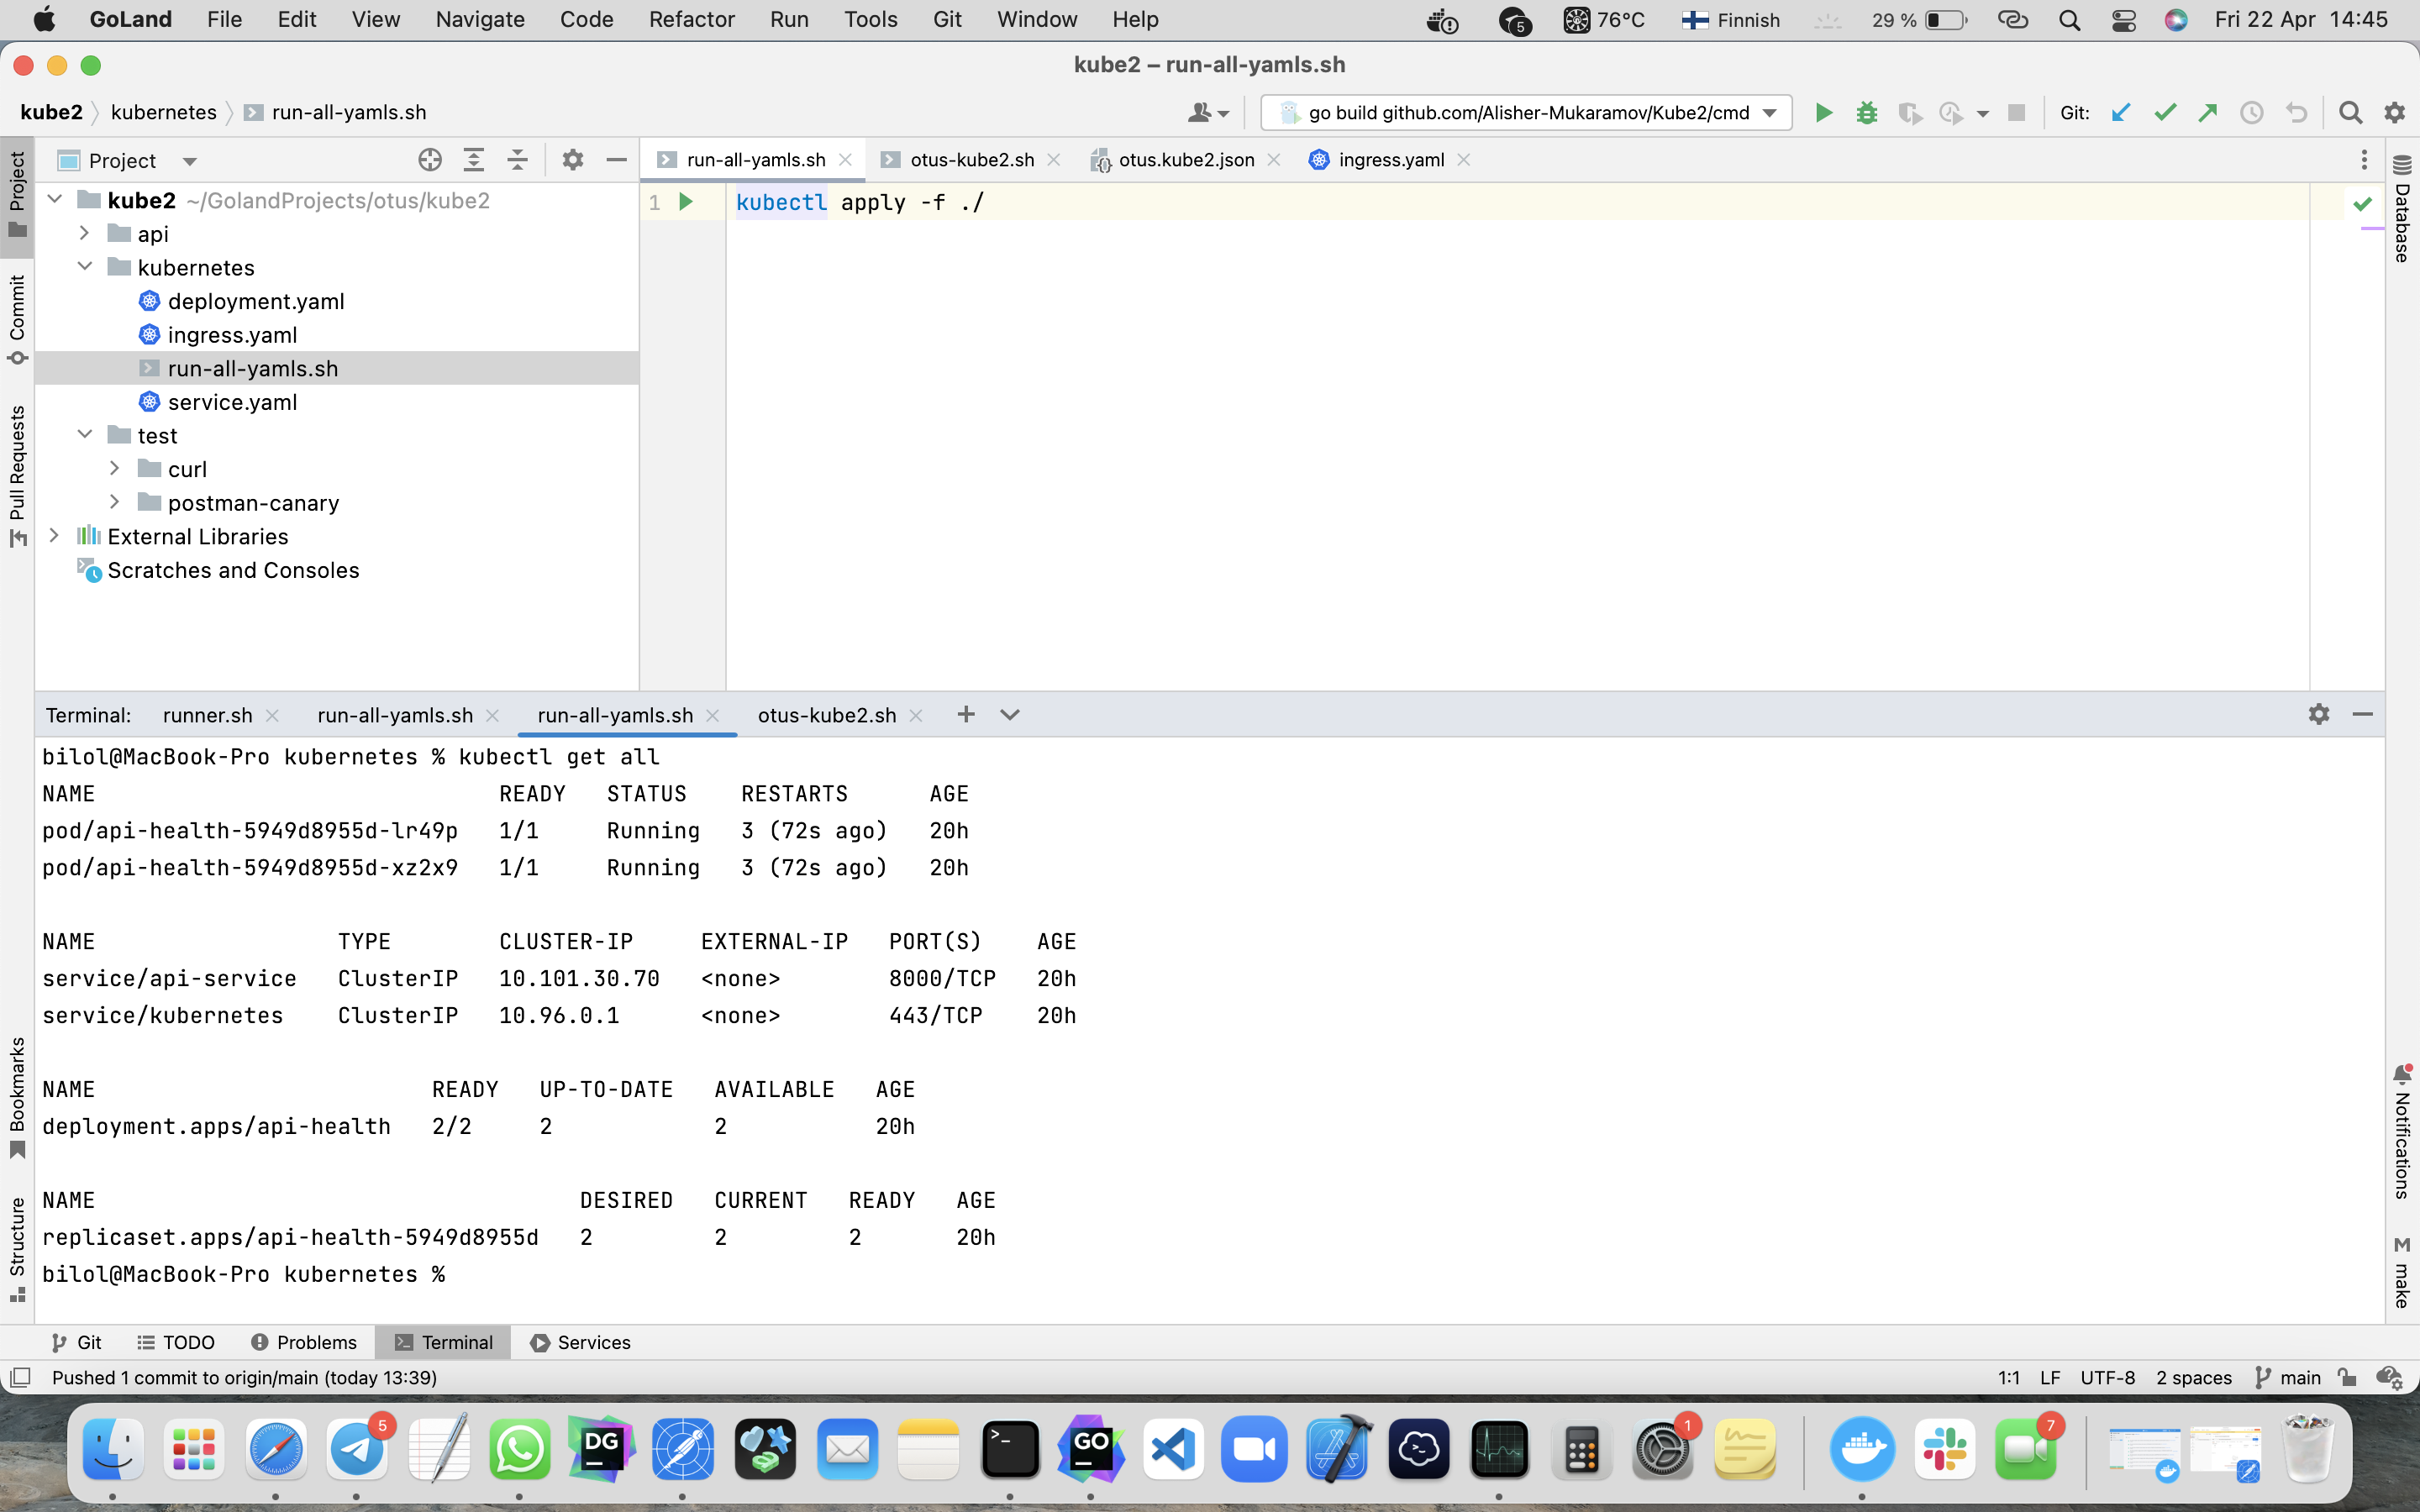 GoLand File Edit View Navigate Code Refactor Run Tools Git Window Help 5 76°C Finnish 29 % Fri 22 Apr 14:45
kube2 – run-all-yamls.sh
kube2 kubernetes run-all-yamls.sh go build github.com/Alisher-Mukaramov/Kube2/cmd Git:
Project
run-all-yamls.sh otus-kube2.sh otus.kube2.json ingress.yaml
kube2 ~/GolandProjects/otus/kube2
api
kubernetes
deployment.yaml
ingress.yaml
run-all-yamls.sh
service.yaml
test
curl
postman-canary
External Libraries
Scratches and Consoles
1 kubectl apply -f ./
Project
Commit
Pull Requests
Bookmarks
Structure
Database
Notifications
make
Terminal: runner.sh run-all-yamls.sh run-all-yamls.sh otus-kube2.sh
bilol@MacBook-Pro kubernetes % kubectl get all
NAME READY STATUS RESTARTS AGE
pod/api-health-5949d8955d-lr49p 1/1 Running 3 (72s ago) 20h
pod/api-health-5949d8955d-xz2x9 1/1 Running 3 (72s ago) 20h
NAME TYPE CLUSTER-IP EXTERNAL-IP PORT(S) AGE
service/api-service ClusterIP 10.101.30.70 <none> 8000/TCP 20h
service/kubernetes ClusterIP 10.96.0.1 <none> 443/TCP 20h
NAME READY UP-TO-DATE AVAILABLE AGE
deployment.apps/api-health 2/2 2 2 20h
NAME DESIRED CURRENT READY AGE
replicaset.apps/api-health-5949d8955d 2 2 2 20h
bilol@MacBook-Pro kubernetes %
Git TODO Problems Terminal Services
Pushed 1 commit to origin/main (today 13:39) 1:1 LF UTF-8 2 spaces main
5 DG GO 1 7